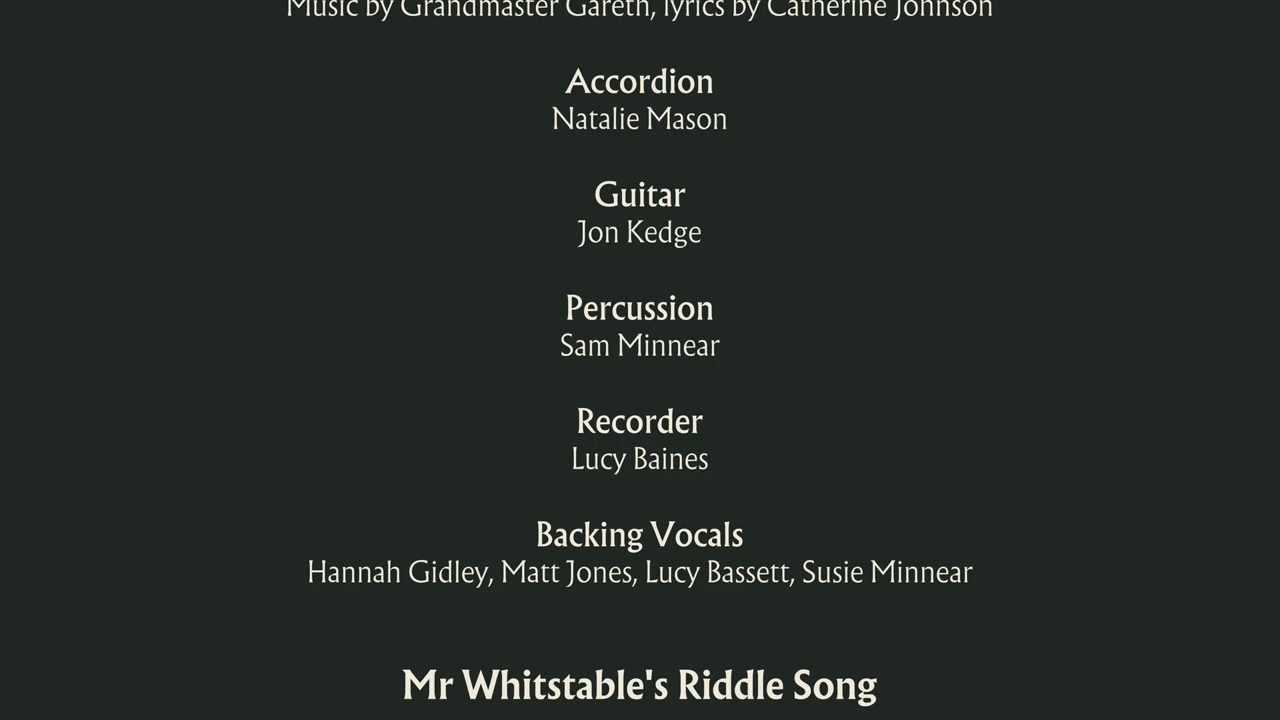 Music by Grandmaster Gareth, lyrics by Catherine Johnson
Accordion
Natalie Mason
Guitar
Jon Kedge
Percussion
Sam Minnear
Recorder
Lucy Baines
Backing Vocals
Hannah Gidley, Matt Jones, Lucy Bassett, Susie Minnear
Mr Whitstable's Riddle Song